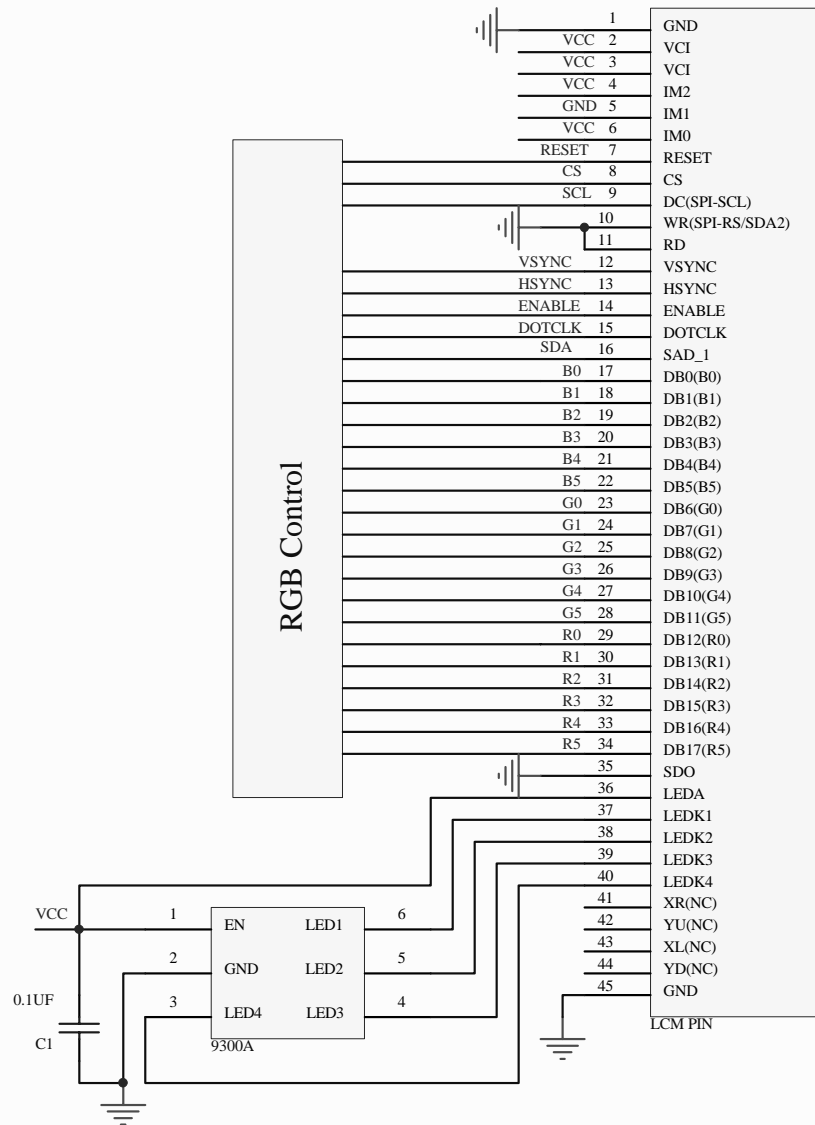 1 GND
VCC 2 VCI
VCC 3 VCI
VCC 4 IM2
GND 5 IM1
VCC 6 IM0
RESET 7 RESET
CS 8 CS
SCL 9 DC(SPI-SCL)
10 WR(SPI-RS/SDA2)
11 RD
VSYNC 12 VSYNC
HSYNC 13 HSYNC
ENABLE 14 ENABLE
DOTCLK 15 DOTCLK
SDA 16 SAD_1
B0 17 DB0(B0)
B1 18 DB1(B1)
B2 19 DB2(B2)
B3 20 DB3(B3)
B4 21 DB4(B4)
B5 22 DB5(B5)
G0 23 DB6(G0)
G1 24 DB7(G1)
G2 25 DB8(G2)
G3 26 DB9(G3)
G4 27 DB10(G4)
G5 28 DB11(G5)
R0 29 DB12(R0)
R1 30 DB13(R1)
R2 31 DB14(R2)
R3 32 DB15(R3)
R4 33 DB16(R4)
R5 34 DB17(R5)
35 SDO
36 LEDA
37 LEDK1
38 LEDK2
39 LEDK3
40 LEDK4
41 XR(NC)
42 YU(NC)
43 XL(NC)
44 YD(NC)
45 GND
LCM PIN
RGB Control
VCC
1 EN LED1 6
2 GND LED2 5
3 LED4 LED3 4
9300A
0.1UF
C1